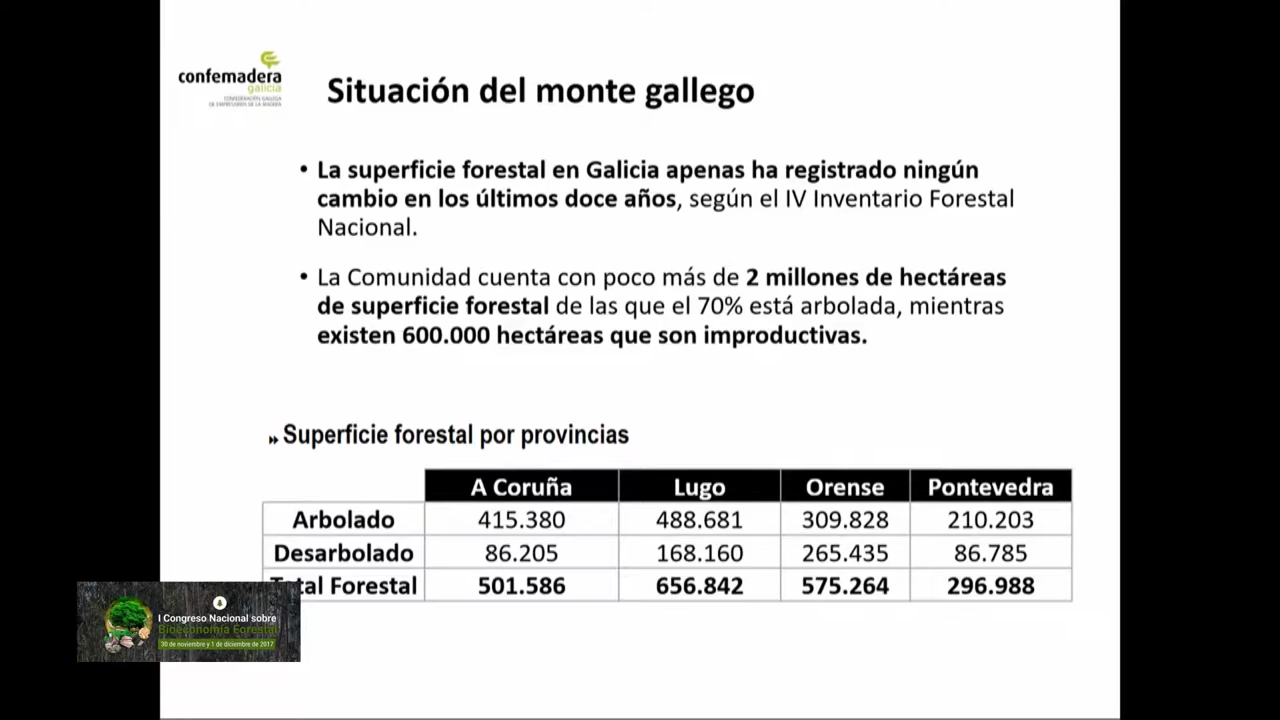 confemadera
galicia
CONFEDERACIÓN GALLEGA
DE EMPRESARIOS DE LA MADERA
Situación del monte gallego
• La superficie forestal en Galicia apenas ha registrado ningún
cambio en los últimos doce años, según el IV Inventario Forestal
Nacional.
• La Comunidad cuenta con poco más de 2 millones de hectáreas
de superficie forestal de las que el 70% está arbolada, mientras
existen 600.000 hectáreas que son improductivas.
Superficie forestal por provincias
A Coruña Lugo Orense Pontevedra
Arbolado 415.380 488.681 309.828 210.203
Desarbolado 86.205 168.160 265.435 86.785
tal Forestal 501.586 656.842 575.264 296.988
I Congreso Nacional sobre
Bioeconomía Forestal
30 de noviembre y 1 de diciembre de 2017